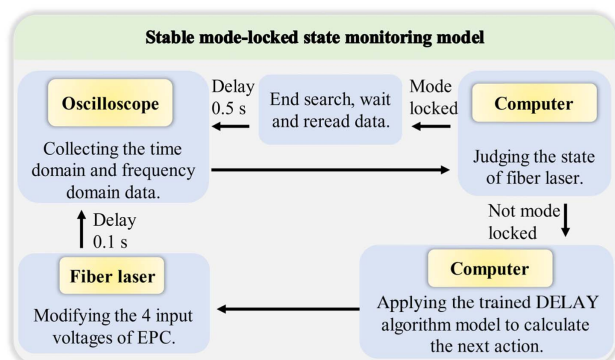 Stable mode-locked state monitoring model
Oscilloscope
Collecting the time
domain and frequency
domain data.
Delay
0.5 s
End search, wait
and reread data.
Mode
locked
Computer
Judging the state
of fiber laser.
Not mode
locked
Computer
Applying the trained DELAY
algorithm model to calculate
the next action.
Fiber laser
Modifying the 4 input
voltages of EPC.
Delay
0.1 s